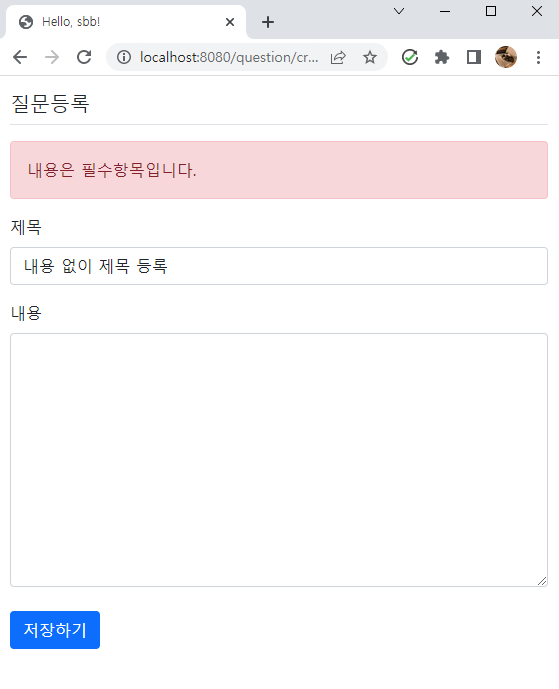 Hello, sbb!
localhost:8080/question/cr...
질문등록
내용은 필수항목입니다.
제목
내용 없이 제목 등록
내용
저장하기